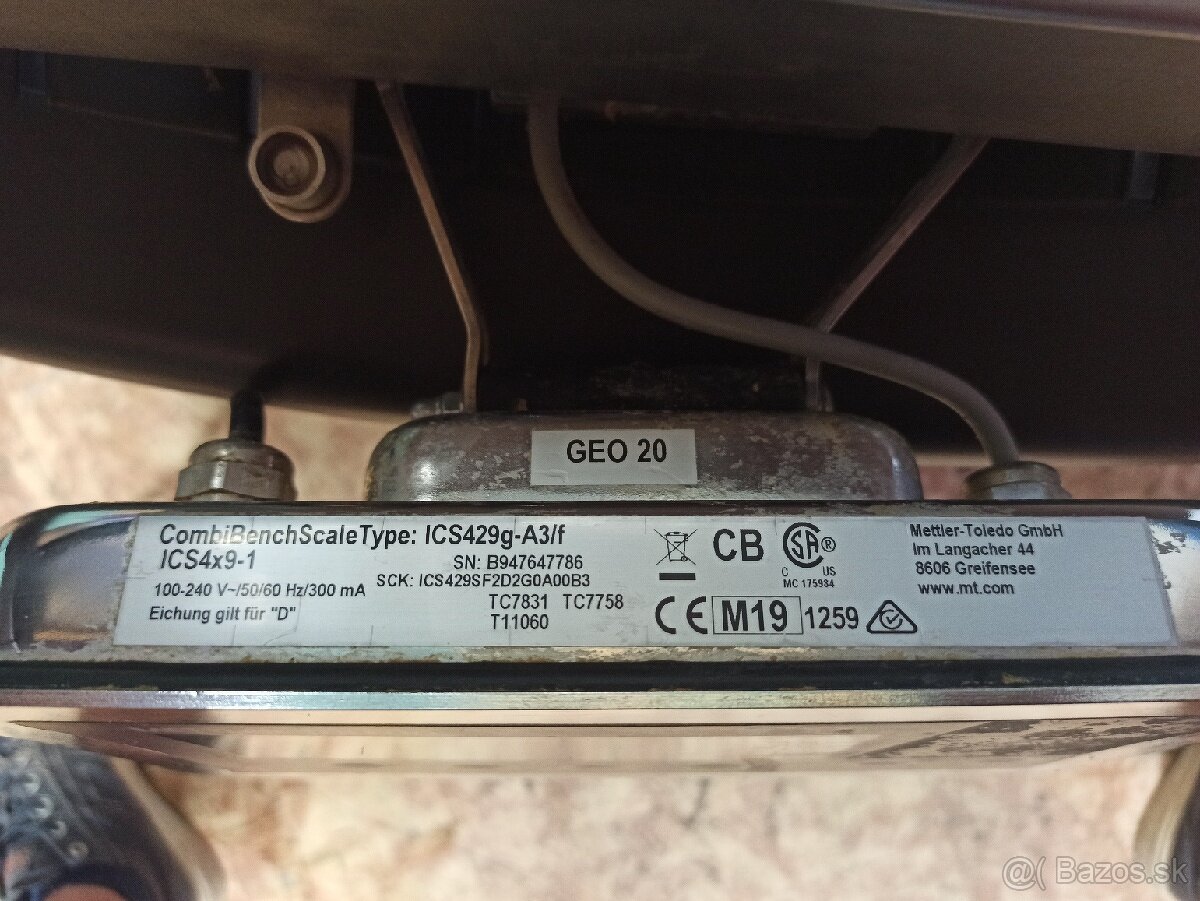 GEO 20
CombiBenchScaleType: ICS429g-A3/f
ICS4x9-1
SN: B947647786
100-240 V~/50/60 Hz/300 mA
SCK: ICS429SF2D2G0A00B3
Eichung gilt für "D"
TC7831 TC7758
T11060
CB
SA ®
C US
MC 175984
CE M19 1259
Mettler-Toledo GmbH
Im Langacher 44
8606 Greifensee
www.mt.com
@( Bazos.sk